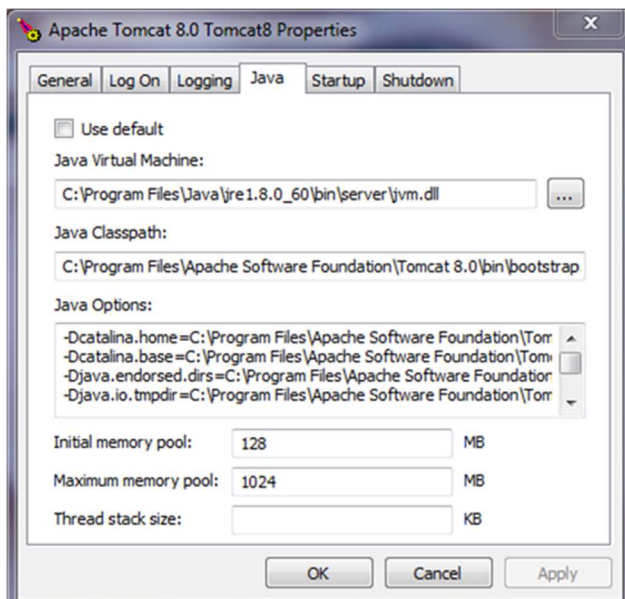 Apache Tomcat 8.0 Tomcat8 Properties
General Log On Logging Java Startup Shutdown
Use default
Java Virtual Machine:
C:\Program Files\Java\jre1.8.0_60\bin\server\jvm.dll ...
Java Classpath:
C:\Program Files\Apache Software Foundation\Tomcat 8.0\bin\bootstrap.
Java Options:
-Dcatalina.home=C:\Program Files\Apache Software Foundation\Tom
-Dcatalina.base=C:\Program Files\Apache Software Foundation\Tom
-Djava.endorsed.dirs=C:\Program Files\Apache Software Foundation
-Djava.io.tmpdir=C:\Program Files\Apache Software Foundation\Tom
Initial memory pool: 128 MB
Maximum memory pool: 1024 MB
Thread stack size: KB
OK Cancel Apply